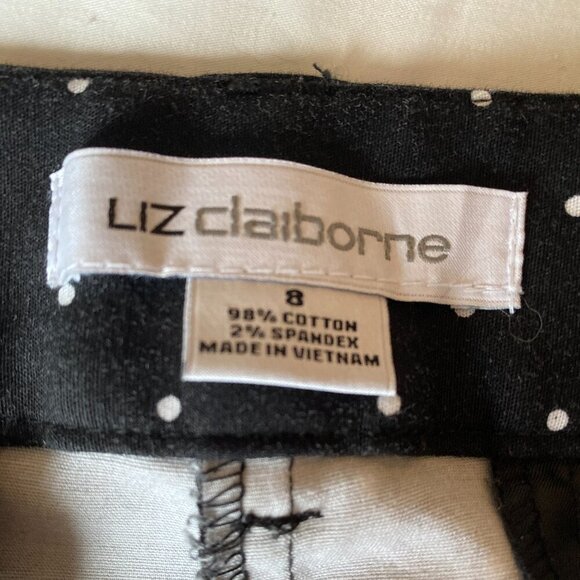 LIZ claiborne
8
98% COTTON
2% SPANDEX
MADE IN VIETNAM